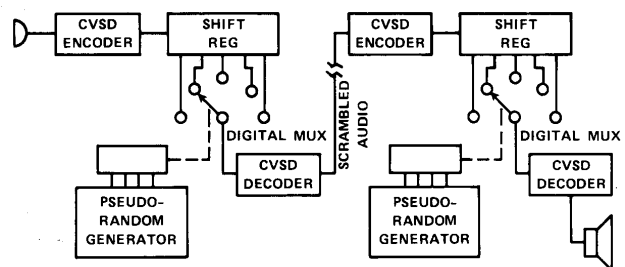 CVSD
ENCODER
SHIFT
REG
DIGITAL MUX
CVSD
DECODER
PSEUDO-
RANDOM
GENERATOR
SCRAMBLED
AUDIO
CVSD
ENCODER
SHIFT
REG
DIGITAL MUX
CVSD
DECODER
PSEUDO-
RANDOM
GENERATOR